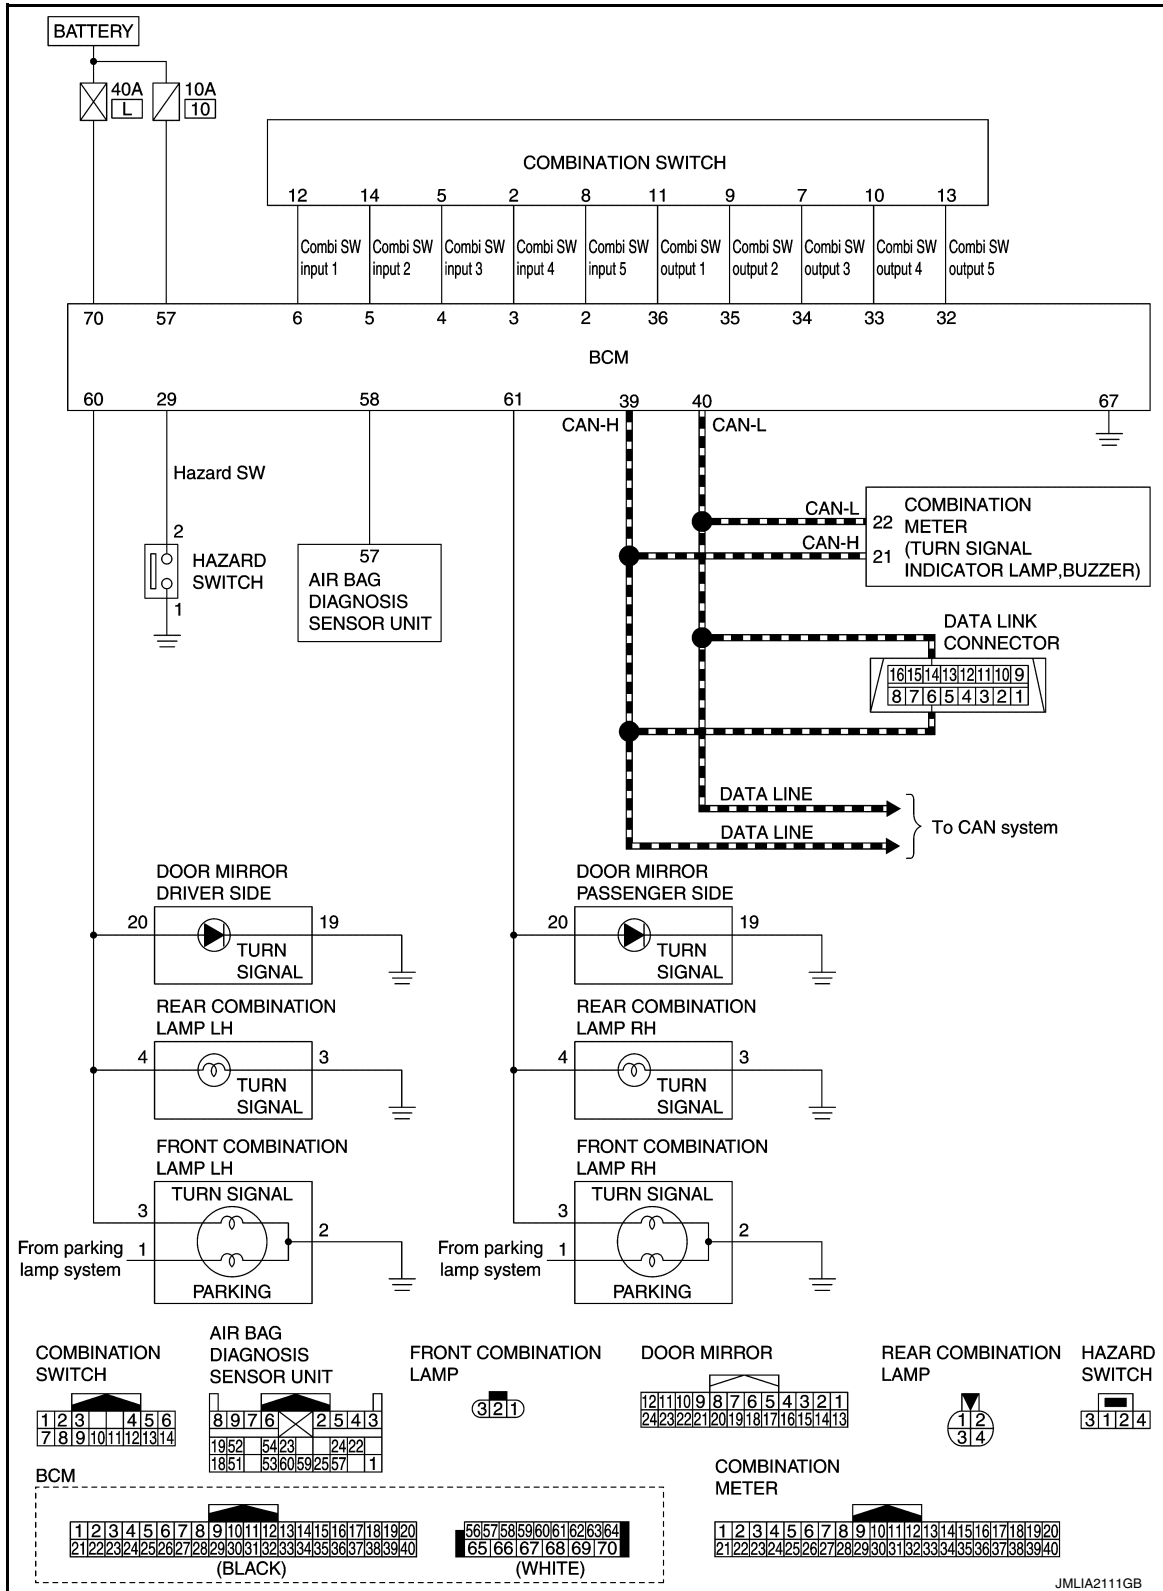 BATTERY
40A
L
10A
10
COMBINATION SWITCH
12 14 5 2 8 11 9 7 10 13
Combi SW input 1
Combi SW input 2
Combi SW input 3
Combi SW input 4
Combi SW input 5
Combi SW output 1
Combi SW output 2
Combi SW output 3
Combi SW output 4
Combi SW output 5
70 57 6 5 4 3 2 36 35 34 33 32
BCM
60 29 58 61 39 40 67
CAN-H
CAN-L
Hazard SW
2
HAZARD
SWITCH
1
57
AIR BAG
DIAGNOSIS
SENSOR UNIT
CAN-L
22
CAN-H
21
COMBINATION
METER
(TURN SIGNAL
INDICATOR LAMP,BUZZER)
DATA LINK
CONNECTOR
16 15 14 13 12 11 10 9
8 7 6 5 4 3 2 1
DATA LINE
DATA LINE
To CAN system
DOOR MIRROR
DRIVER SIDE
20
19
TURN
SIGNAL
DOOR MIRROR
PASSENGER SIDE
20
19
TURN
SIGNAL
REAR COMBINATION
LAMP LH
4
3
TURN
SIGNAL
REAR COMBINATION
LAMP RH
4
3
TURN
SIGNAL
FRONT COMBINATION
LAMP LH
TURN SIGNAL
3
2
From parking
lamp system
1
PARKING
FRONT COMBINATION
LAMP RH
TURN SIGNAL
3
2
From parking
lamp system
1
PARKING
COMBINATION
SWITCH
1 2 3 4 5 6
7 8 9 10 11 12 13 14
AIR BAG
DIAGNOSIS
SENSOR UNIT
8 9 7 6 2 5 4 3
19 52 54 23 24 22
18 51 53 60 59 25 57 1
FRONT COMBINATION
LAMP
3 2 1
DOOR MIRROR
12 11 10 9 8 7 6 5 4 3 2 1
24 23 22 21 20 19 18 17 16 15 14 13
REAR COMBINATION
LAMP
1 2
3 4
HAZARD
SWITCH
3 1 2 4
BCM
1 2 3 4 5 6 7 8 9 10 11 12 13 14 15 16 17 18 19 20
21 22 23 24 25 26 27 28 29 30 31 32 33 34 35 36 37 38 39 40
(BLACK)
56 57 58 59 60 61 62 63 64
65 66 67 68 69 70
(WHITE)
COMBINATION
METER
1 2 3 4 5 6 7 8 9 10 11 12 13 14 15 16 17 18 19 20
21 22 23 24 25 26 27 28 29 30 31 32 33 34 35 36 37 38 39 40
JMLIA2111GB